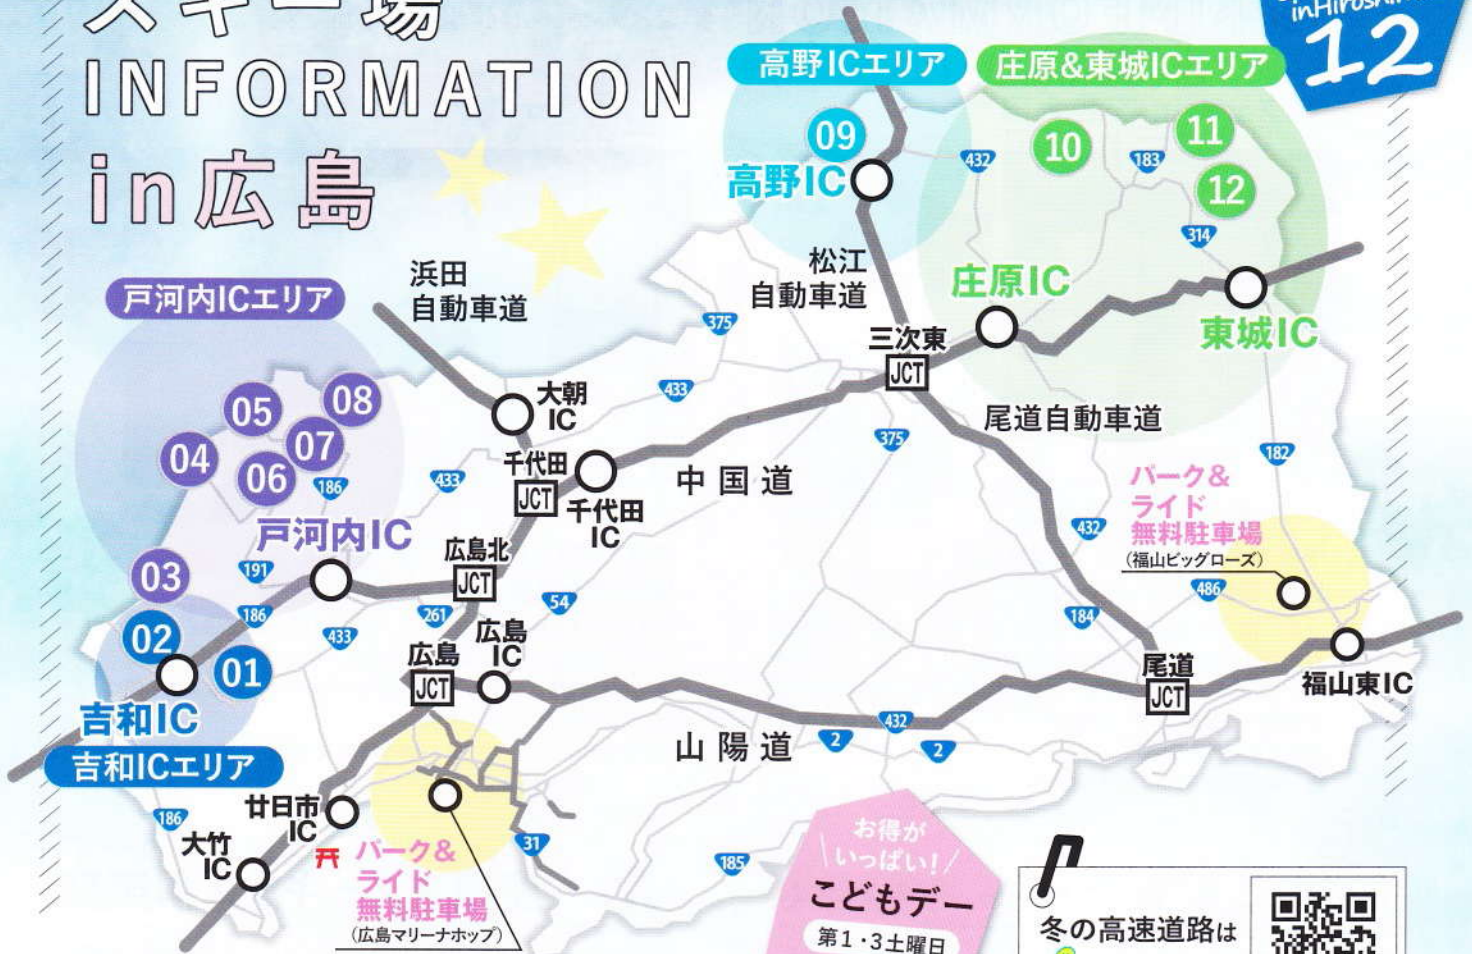 スキー場
INFORMATION
in広島
inHiroshima
12
高野ICエリア
庄原&東城ICエリア
09
10
11
12
432
183
314
高野IC
松江
自動車道
庄原IC
東城IC
浜田
自動車道
戸河内ICエリア
375
三次東
JCT
433
大朝
IC
尾道自動車道
05
08
07
04
06
186
433
千代田
JCT
千代田
IC
中国道
375
182
パーク&
ライド
無料駐車場
(福山ビッグローズ)
432
486
戸河内IC
広島北
JCT
191
03
186
261
54
433
184
02
01
吉和IC
吉和ICエリア
広島
JCT
広島
IC
尾道
JCT
福山東IC
432
2
2
山陽道
186
廿日市
IC
大竹
IC
パーク&
ライド
無料駐車場
(広島マリーナホップ)
31
185
お得が
いっぱい!
こどもデー
第1・3土曜日
冬の高速道路は